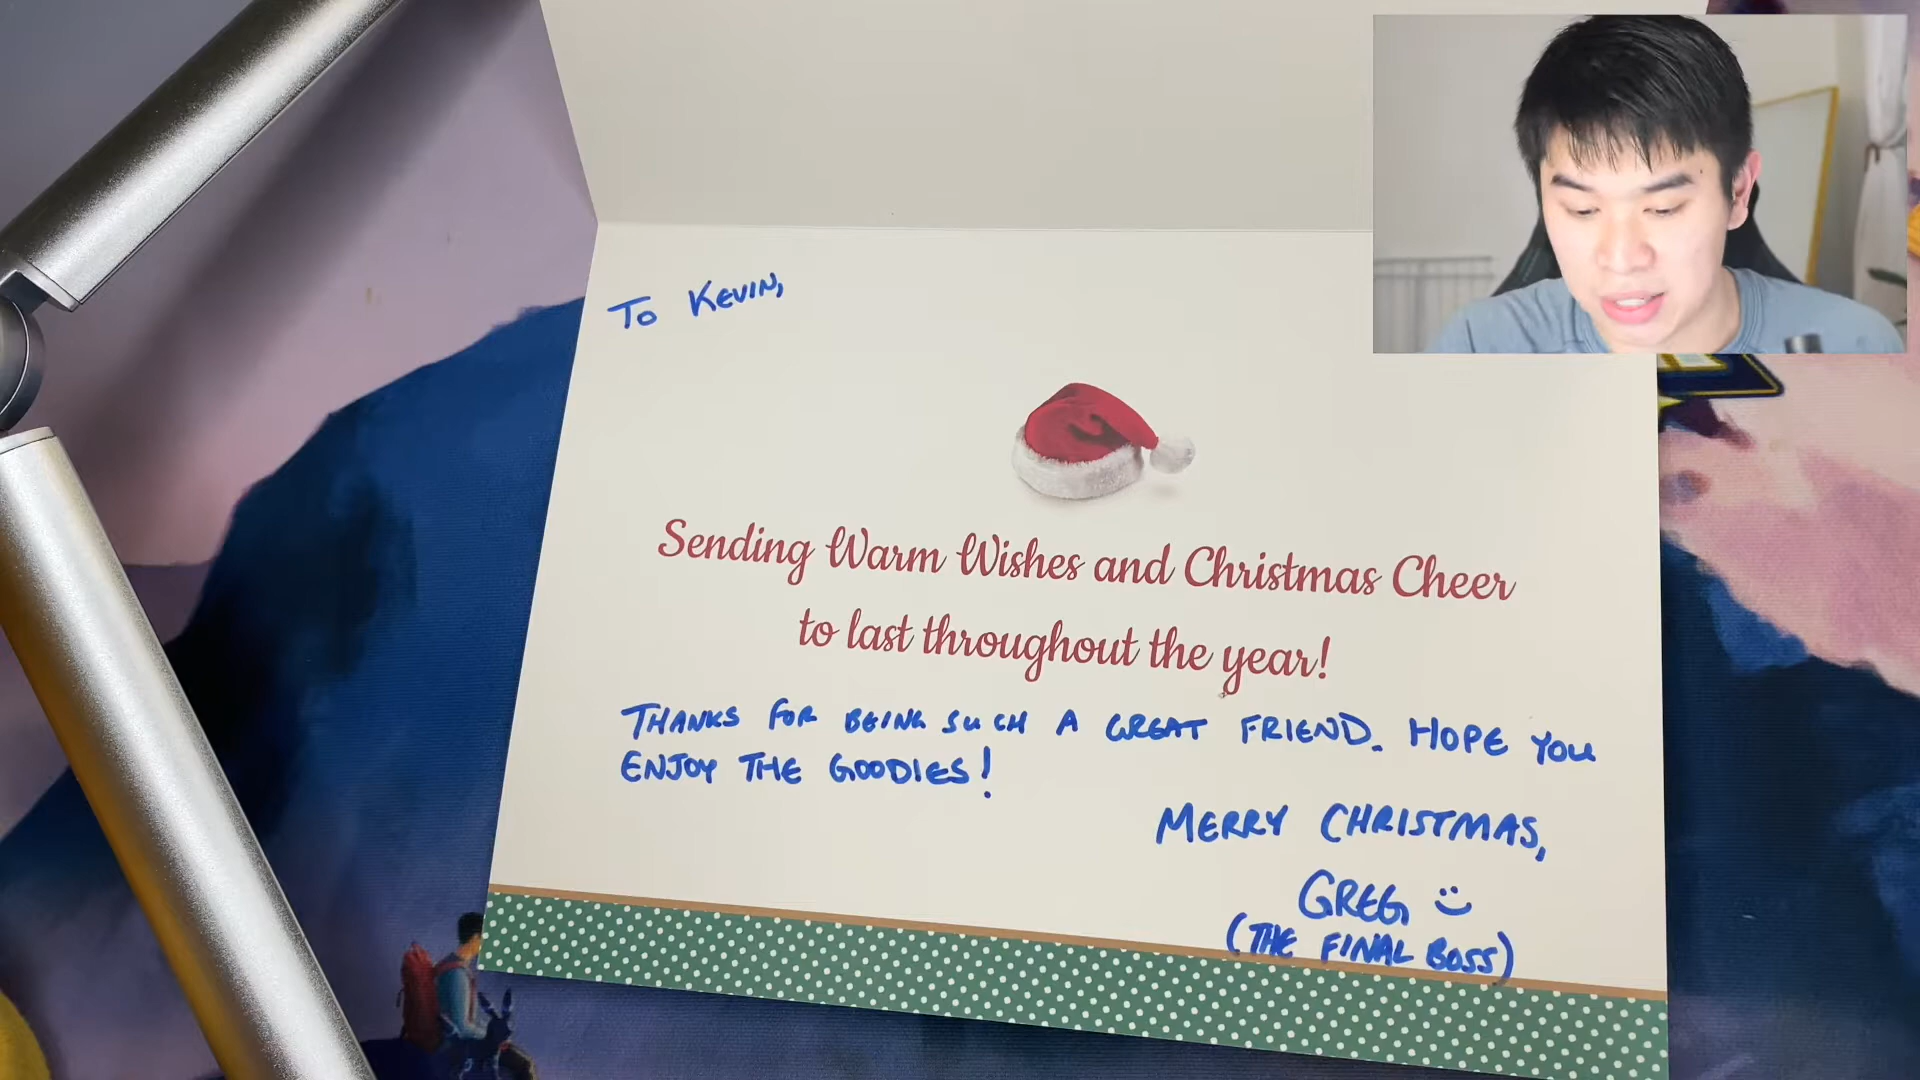 To Kevin,
Sending Warm Wishes and Christmas Cheer
to last throughout the year!
THANKS FOR BEING SUCH A GREAT FRIEND. HOPE YOU
ENJOY THE GOODIES!
MERRY CHRISTMAS,
GREG :)
(THE FINAL BOSS)